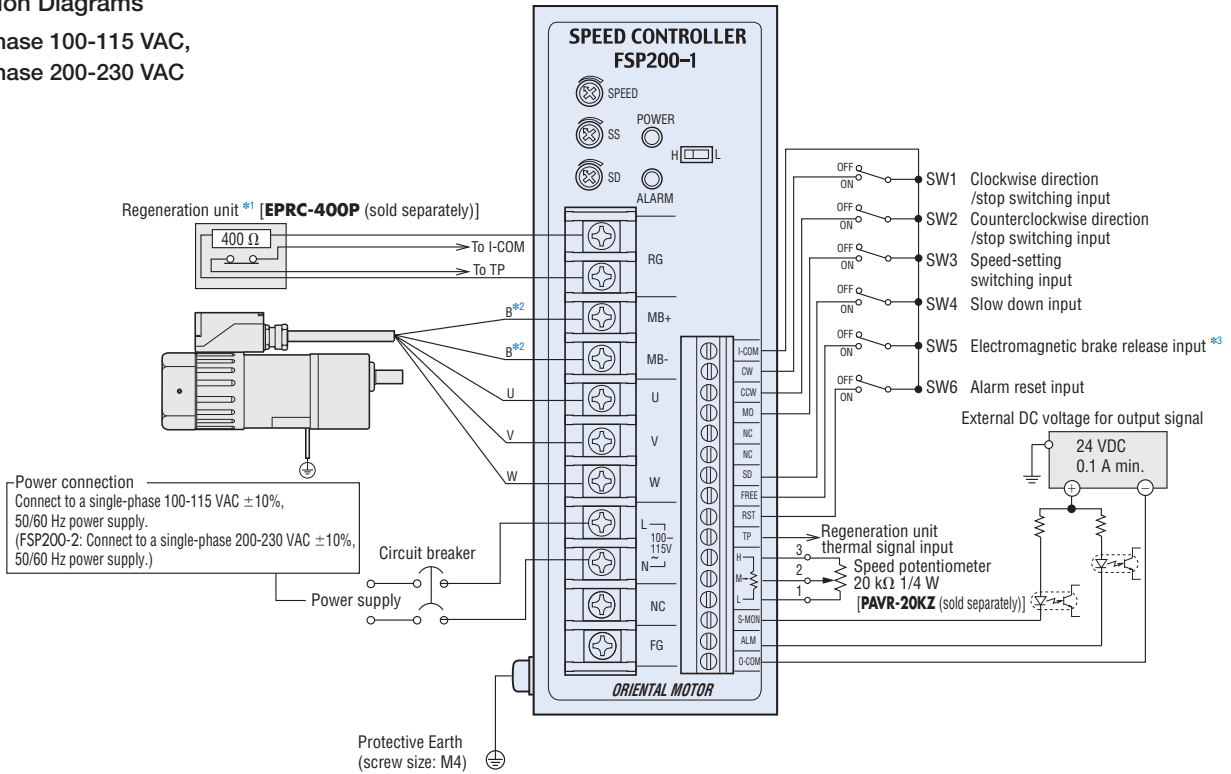 ion Diagrams
hase 100-115 VAC,
hase 200-230 VAC
SPEED CONTROLLER
FSP200-1
SPEED
SS
SD
POWER
H L
ALARM
Regeneration unit *1 [EPRC-400P (sold separately)]
400 Ω
To I-COM
To TP
B*2
B*2
U
V
W
RG
MB+
MB-
U
V
W
L
100–
115V
~
N
NC
FG
I-COM
CW
CCW
MO
NC
NC
SD
FREE
RST
TP
H
M
L
S-MON
ALM
O-COM
ORIENTAL MOTOR
OFF
ON
SW1 Clockwise direction
/stop switching input
OFF
ON
SW2 Counterclockwise direction
/stop switching input
OFF
ON
SW3 Speed-setting
switching input
OFF
ON
SW4 Slow down input
OFF
ON
SW5 Electromagnetic brake release input *3
OFF
ON
SW6 Alarm reset input
External DC voltage for output signal
24 VDC
0.1 A min.
+ −
Regeneration unit
thermal signal input
3
2
1
Speed potentiometer
20 kΩ 1/4 W
[PAVR-20KZ (sold separately)]
Power connection
Connect to a single-phase 100-115 VAC ±10%,
50/60 Hz power supply.
(FSP200-2: Connect to a single-phase 200-230 VAC ±10%,
50/60 Hz power supply.)
Circuit breaker
Power supply
Protective Earth
(screw size: M4)